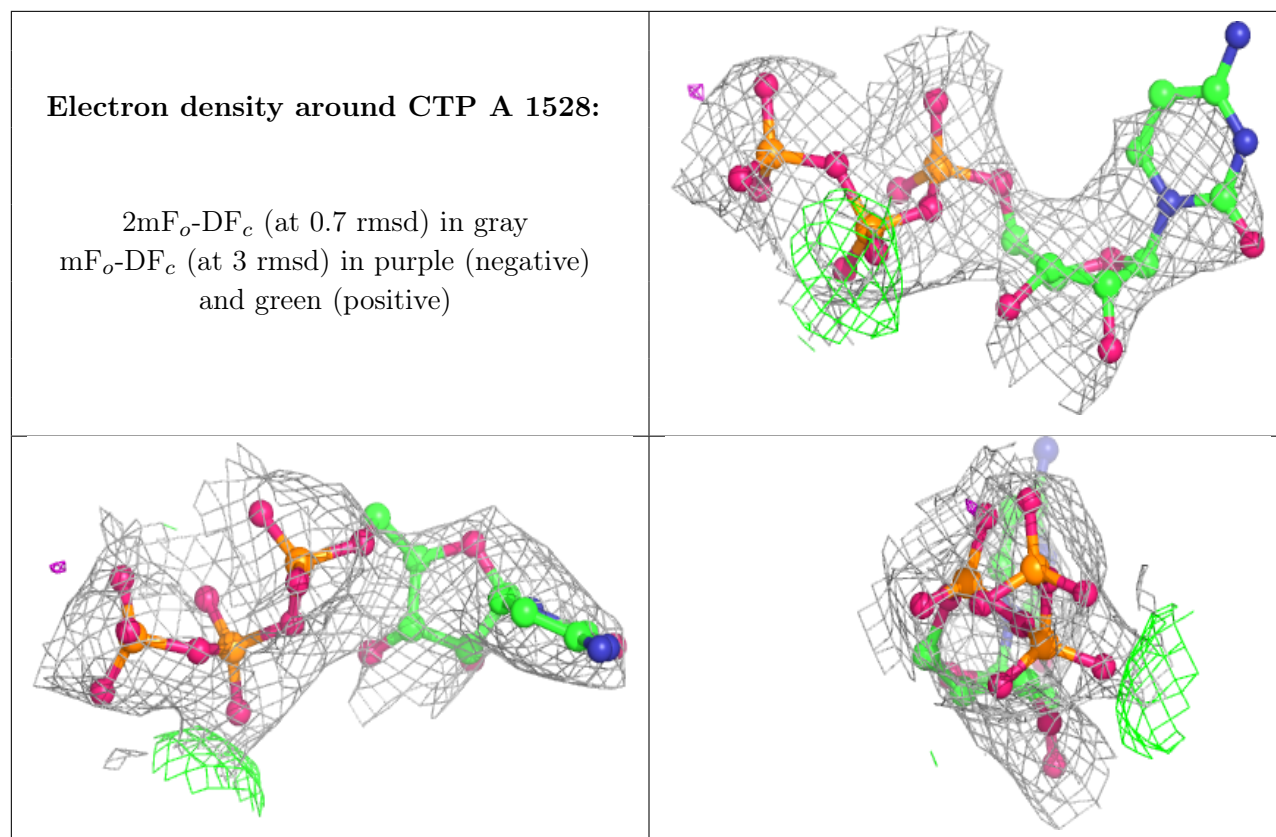 Electron density around CTP A 1528:
2mFo-DFc (at 0.7 rmsd) in gray
mFo-DFc (at 3 rmsd) in purple (negative)
and green (positive)